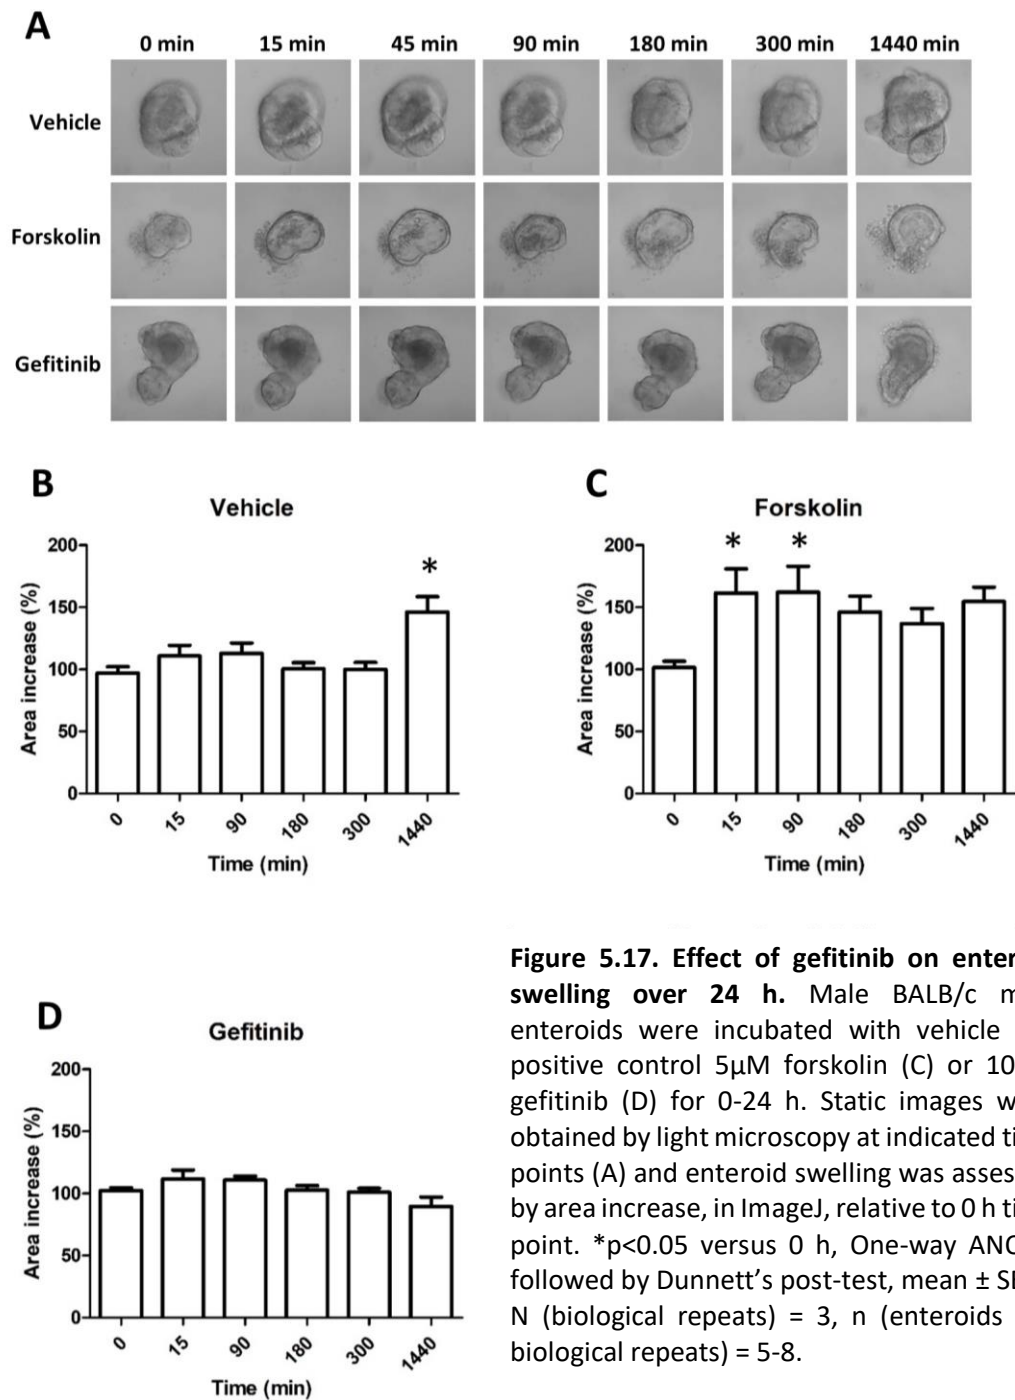 A
0 min 15 min 45 min 90 min 180 min 300 min 1440 min
Vehicle
Forskolin
Gefitinib
B
Vehicle
Area increase (%)
200
150
100
50
0
*
0 15 90 180 300 1440
Time (min)
C
Forskolin
Area increase (%)
200
150
100
50
0
* *
0 15 90 180 300 1440
Time (min)
D
Gefitinib
Area increase (%)
200
150
100
50
0
0 15 90 180 300 1440
Time (min)
Figure 5.17. Effect of gefitinib on enter
swelling over 24 h. Male BALB/c m
enteroids were incubated with vehicle
positive control 5µM forskolin (C) or 10
gefitinib (D) for 0-24 h. Static images w
obtained by light microscopy at indicated ti
points (A) and enteroid swelling was asses
by area increase, in ImageJ, relative to 0 h ti
point. *p<0.05 versus 0 h, One-way ANO
followed by Dunnett’s post-test, mean ± SE
N (biological repeats) = 3, n (enteroids
biological repeats) = 5-8.